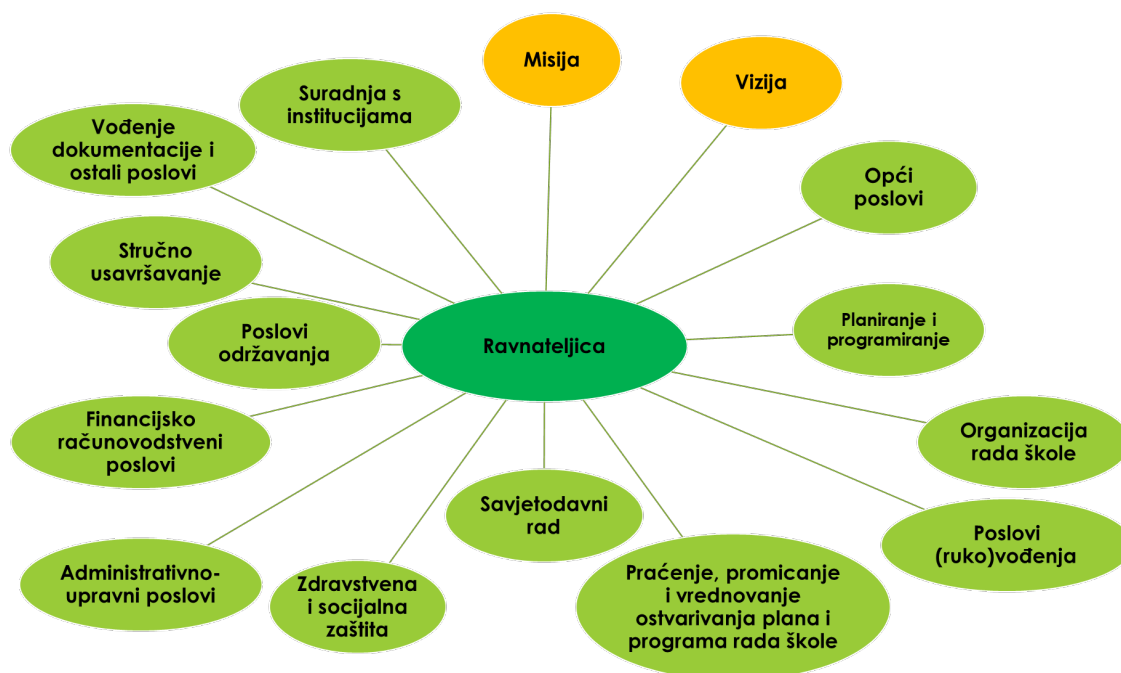 Misija
Vizija
Suradnja s
institucijama
Vođenje
dokumentacije i
ostali poslovi
Opći
poslovi
Stručno
usavršavanje
Poslovi
održavanja
Ravnateljica
Planiranje i
programiranje
Financijsko
računovodstveni
poslovi
Organizacija
rada škole
Savjetodavni
rad
Poslovi
(ruko)vođenja
Administrativno-
upravni poslovi
Zdravstvena
i socijalna
zaštita
Praćenje, promicanje
i vrednovanje
ostvarivanja plana i
programa rada škole